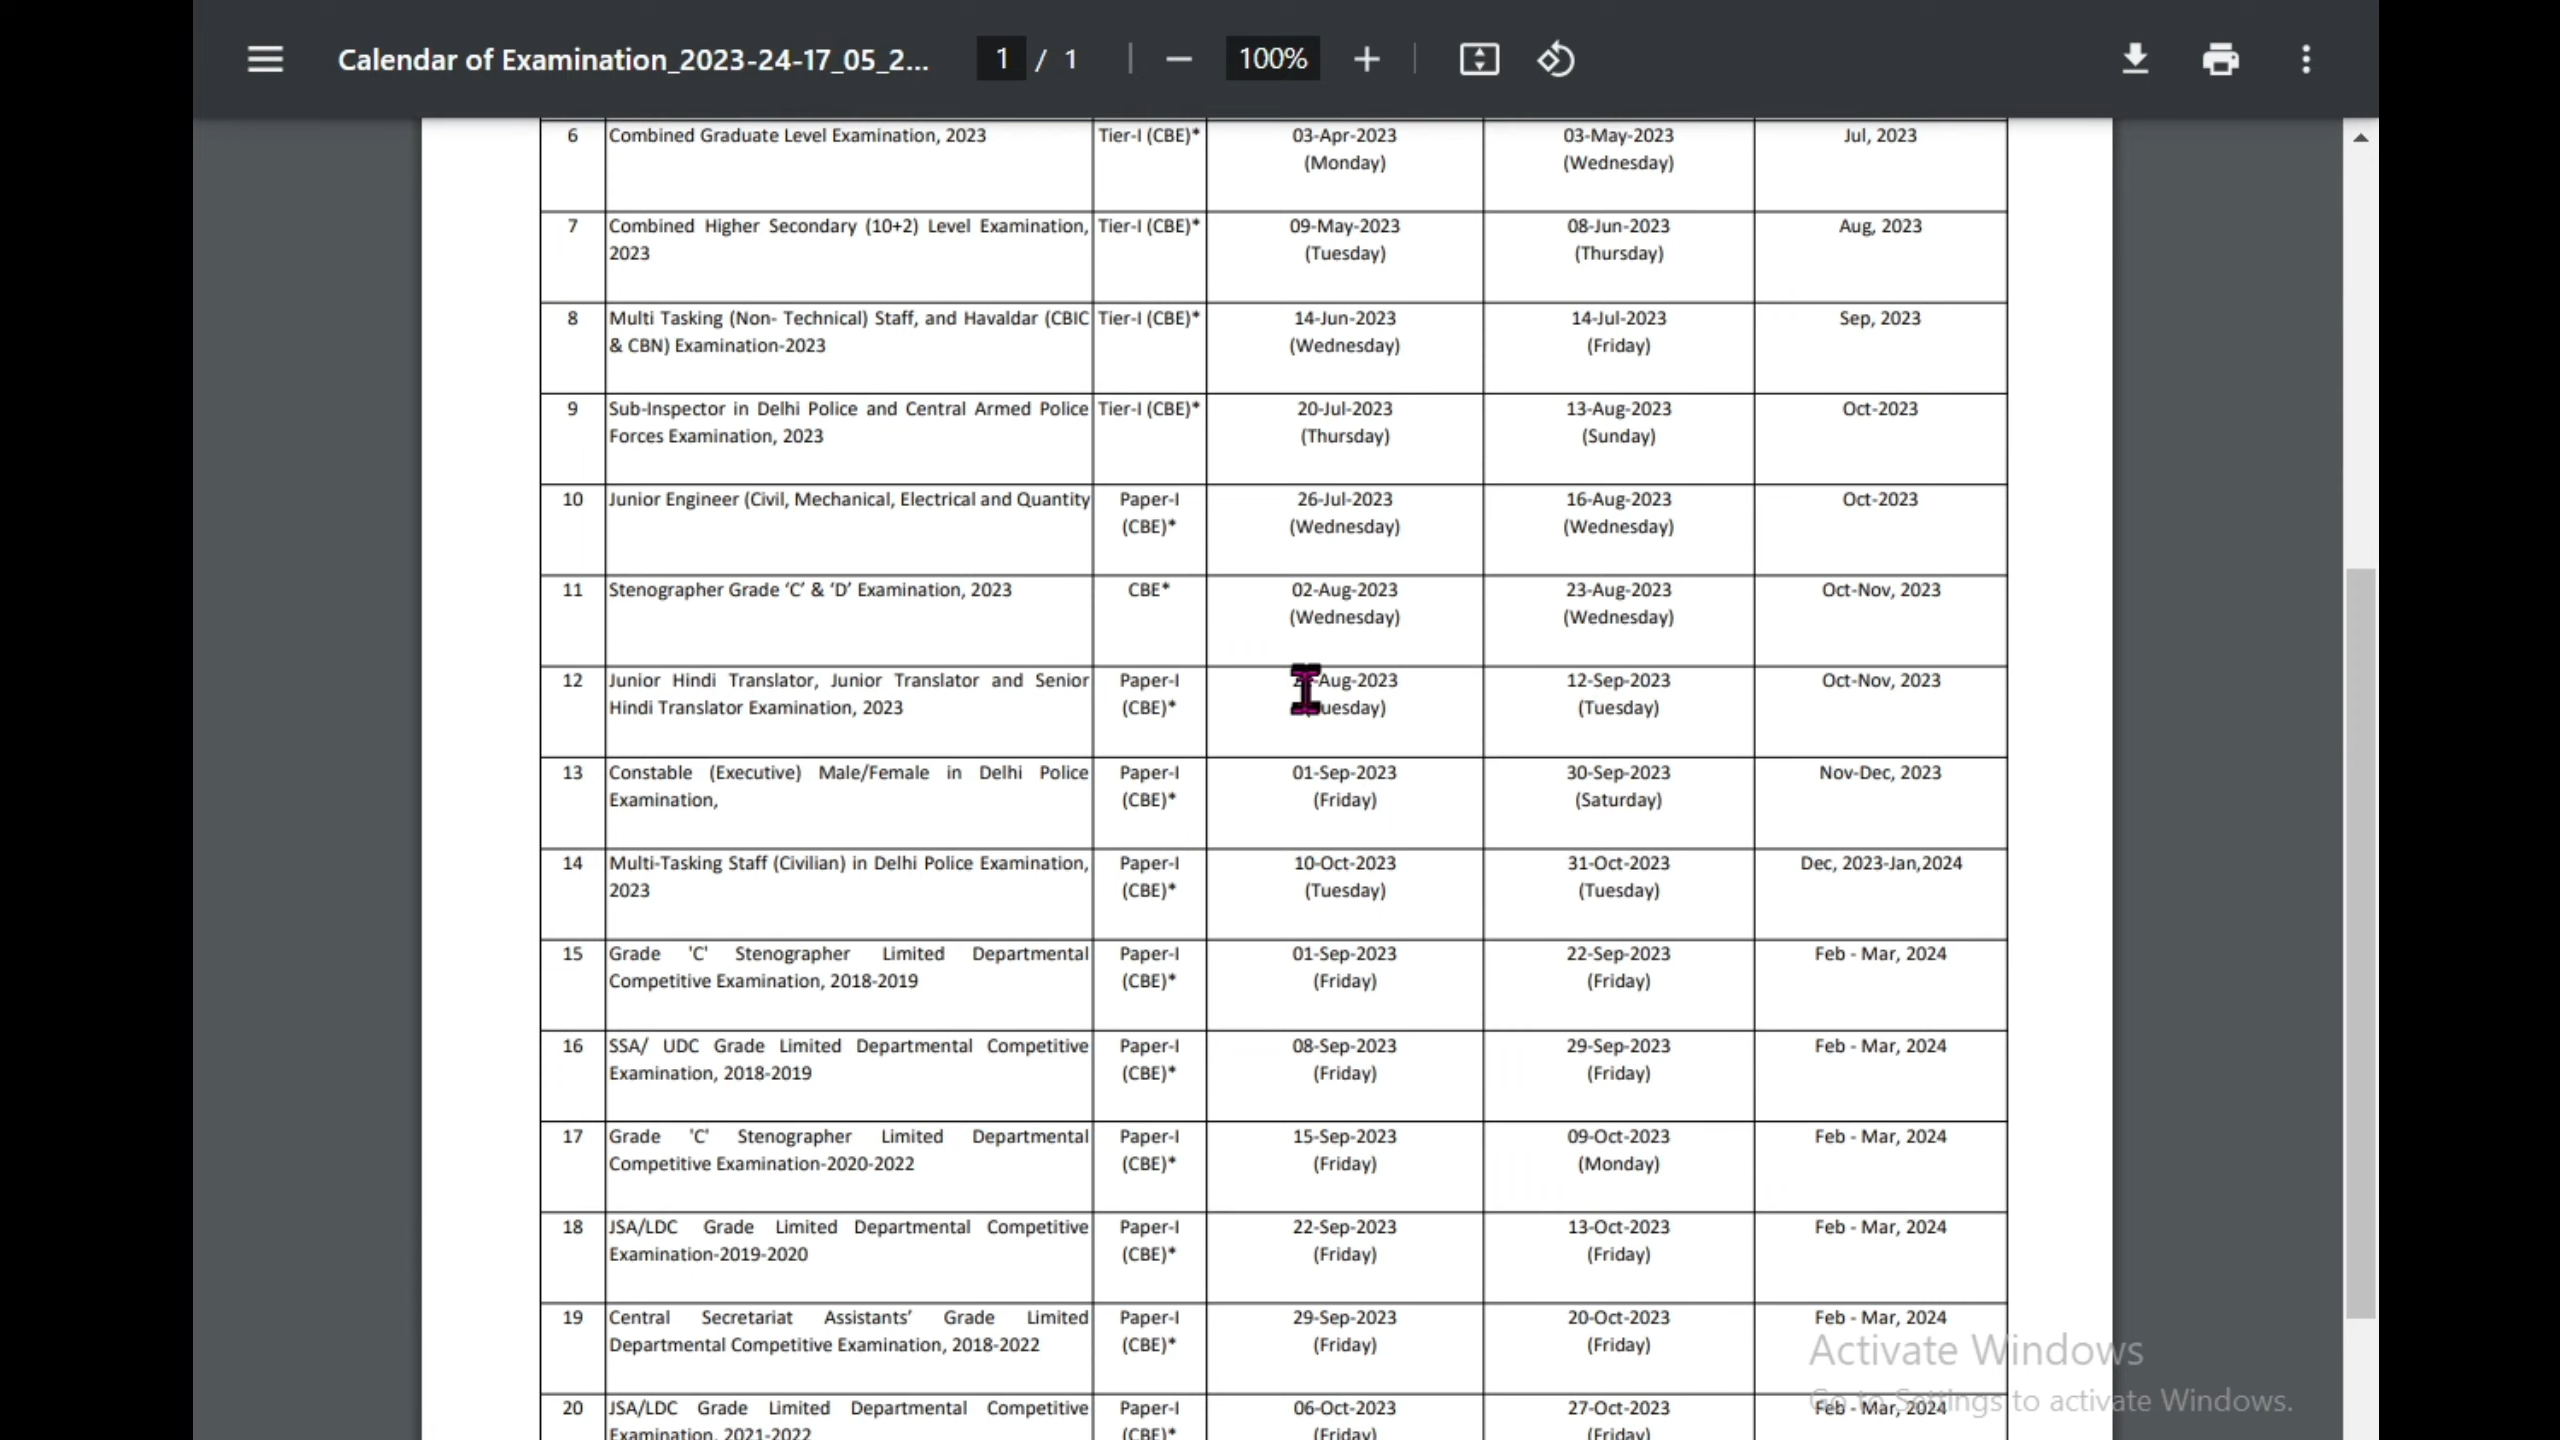 Calendar of Examination_2023-24-17_05_2... 1 / 1 100%
6 Combined Graduate Level Examination, 2023 Tier-I (CBE)* 03-Apr-2023 03-May-2023 Jul, 2023
(Monday) (Wednesday)
7 Combined Higher Secondary (10+2) Level Examination, Tier-I (CBE)* 09-May-2023 08-Jun-2023 Aug, 2023
2023 (Tuesday) (Thursday)
8 Multi Tasking (Non- Technical) Staff, and Havaldar (CBIC Tier-I (CBE)* 14-Jun-2023 14-Jul-2023 Sep, 2023
& CBN) Examination-2023 (Wednesday) (Friday)
9 Sub-Inspector in Delhi Police and Central Armed Police Tier-I (CBE)* 20-Jul-2023 13-Aug-2023 Oct-2023
Forces Examination, 2023 (Thursday) (Sunday)
10 Junior Engineer (Civil, Mechanical, Electrical and Quantity Paper-I 26-Jul-2023 16-Aug-2023 Oct-2023
(CBE)* (Wednesday) (Wednesday)
11 Stenographer Grade ‘C’ & ‘D’ Examination, 2023 CBE* 02-Aug-2023 23-Aug-2023 Oct-Nov, 2023
(Wednesday) (Wednesday)
12 Junior Hindi Translator, Junior Translator and Senior Paper-I Aug-2023 12-Sep-2023 Oct-Nov, 2023
Hindi Translator Examination, 2023 (CBE)* (Tuesday) (Tuesday)
13 Constable (Executive) Male/Female in Delhi Police Paper-I 01-Sep-2023 30-Sep-2023 Nov-Dec, 2023
Examination, (CBE)* (Friday) (Saturday)
14 Multi-Tasking Staff (Civilian) in Delhi Police Examination, Paper-I 10-Oct-2023 31-Oct-2023 Dec, 2023-Jan,2024
2023 (CBE)* (Tuesday) (Tuesday)
15 Grade 'C' Stenographer Limited Departmental Paper-I 01-Sep-2023 22-Sep-2023 Feb - Mar, 2024
Competitive Examination, 2018-2019 (CBE)* (Friday) (Friday)
16 SSA/ UDC Grade Limited Departmental Competitive Paper-I 08-Sep-2023 29-Sep-2023 Feb - Mar, 2024
Examination, 2018-2019 (CBE)* (Friday) (Friday)
17 Grade 'C' Stenographer Limited Departmental Paper-I 15-Sep-2023 09-Oct-2023 Feb - Mar, 2024
Competitive Examination-2020-2022 (CBE)* (Friday) (Monday)
18 JSA/LDC Grade Limited Departmental Competitive Paper-I 22-Sep-2023 13-Oct-2023 Feb - Mar, 2024
Examination-2019-2020 (CBE)* (Friday) (Friday)
19 Central Secretariat Assistants’ Grade Limited Paper-I 29-Sep-2023 20-Oct-2023 Feb - Mar, 2024
Departmental Competitive Examination, 2018-2022 (CBE)* (Friday) (Friday)
Activate Windows
Go to Settings to activate Windows.
20 JSA/LDC Grade Limited Departmental Competitive Paper-I 06-Oct-2023 27-Oct-2023 Feb - Mar, 2024
Examination, 2021-2022 (CBE)* (Friday) (Friday)